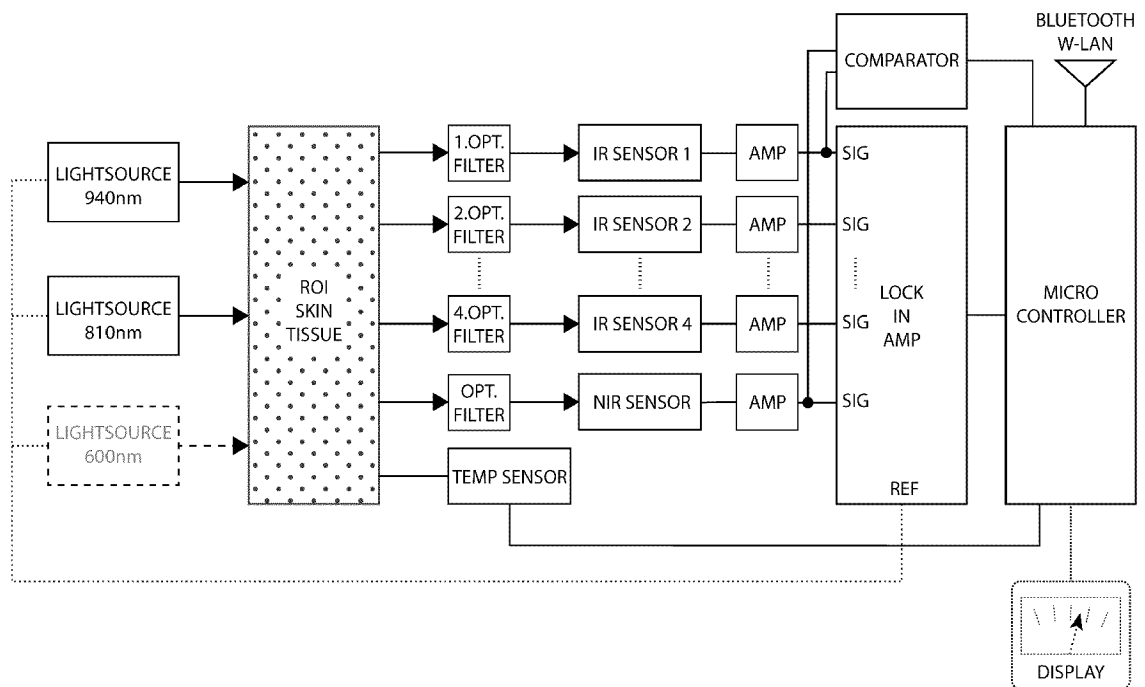 BLUETOOTH
W-LAN
COMPARATOR
LIGHTSOURCE
940nm
LIGHTSOURCE
810nm
LIGHTSOURCE
600nm
ROI
SKIN
TISSUE
1.OPT.
FILTER
IR SENSOR 1
AMP
SIG
2.OPT.
FILTER
IR SENSOR 2
AMP
SIG
4.OPT.
FILTER
IR SENSOR 4
AMP
SIG
OPT.
FILTER
NIR SENSOR
AMP
SIG
TEMP SENSOR
LOCK
IN
AMP
REF
MICRO
CONTROLLER
DISPLAY